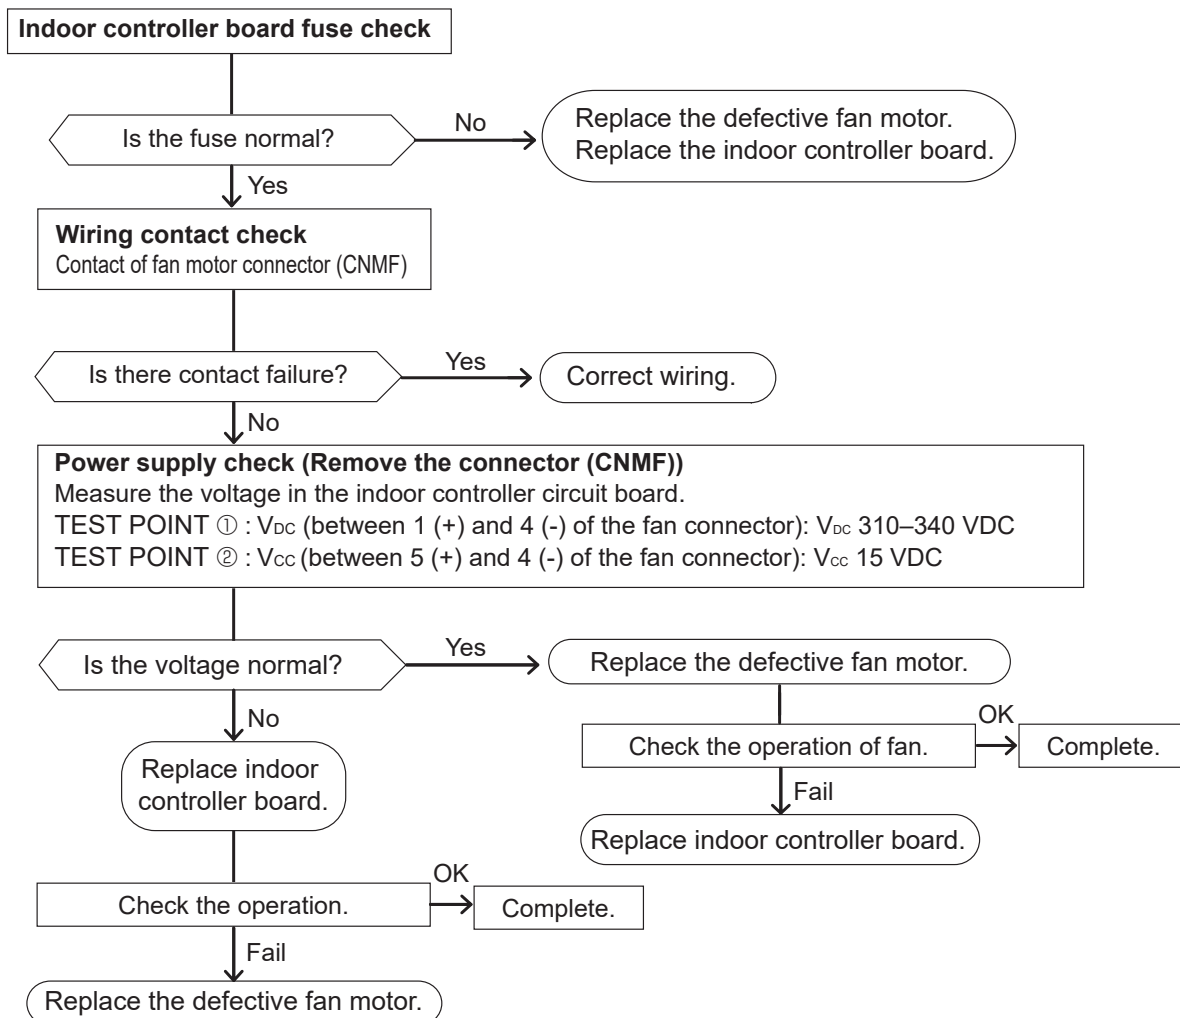 Indoor controller board fuse check
Is the fuse normal?
No
Replace the defective fan motor.
Replace the indoor controller board.
Yes
Wiring contact check
Contact of fan motor connector (CNMF)
Is there contact failure?
Yes
Correct wiring.
No
Power supply check (Remove the connector (CNMF))
Measure the voltage in the indoor controller circuit board.
TEST POINT ① : VDC (between 1 (+) and 4 (-) of the fan connector): VDC 310–340 VDC
TEST POINT ② : VCC (between 5 (+) and 4 (-) of the fan connector): VCC 15 VDC
Is the voltage normal?
Yes
Replace the defective fan motor.
Check the operation of fan.
OK
Complete.
Fail
Replace indoor controller board.
No
Replace indoor
controller board.
Check the operation.
OK
Complete.
Fail
Replace the defective fan motor.